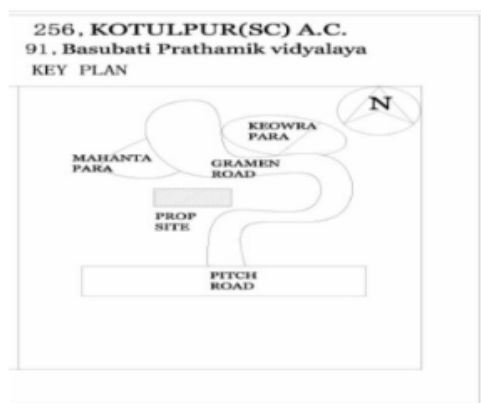 256, KOTULPUR(SC) A.C.
91, Basubati Prathamik vidyalaya
KEY PLAN
N
KEOWRA
PARA
MAHANTA
PARA
GRAMEN
ROAD
PROP
SITE
PITCH
ROAD